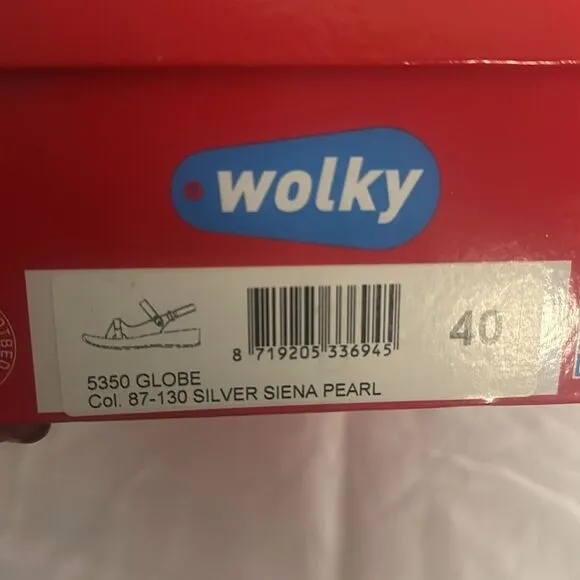 wolky
8 719205 336945
40
5350 GLOBE
Col. 87-130 SILVER SIENA PEARL